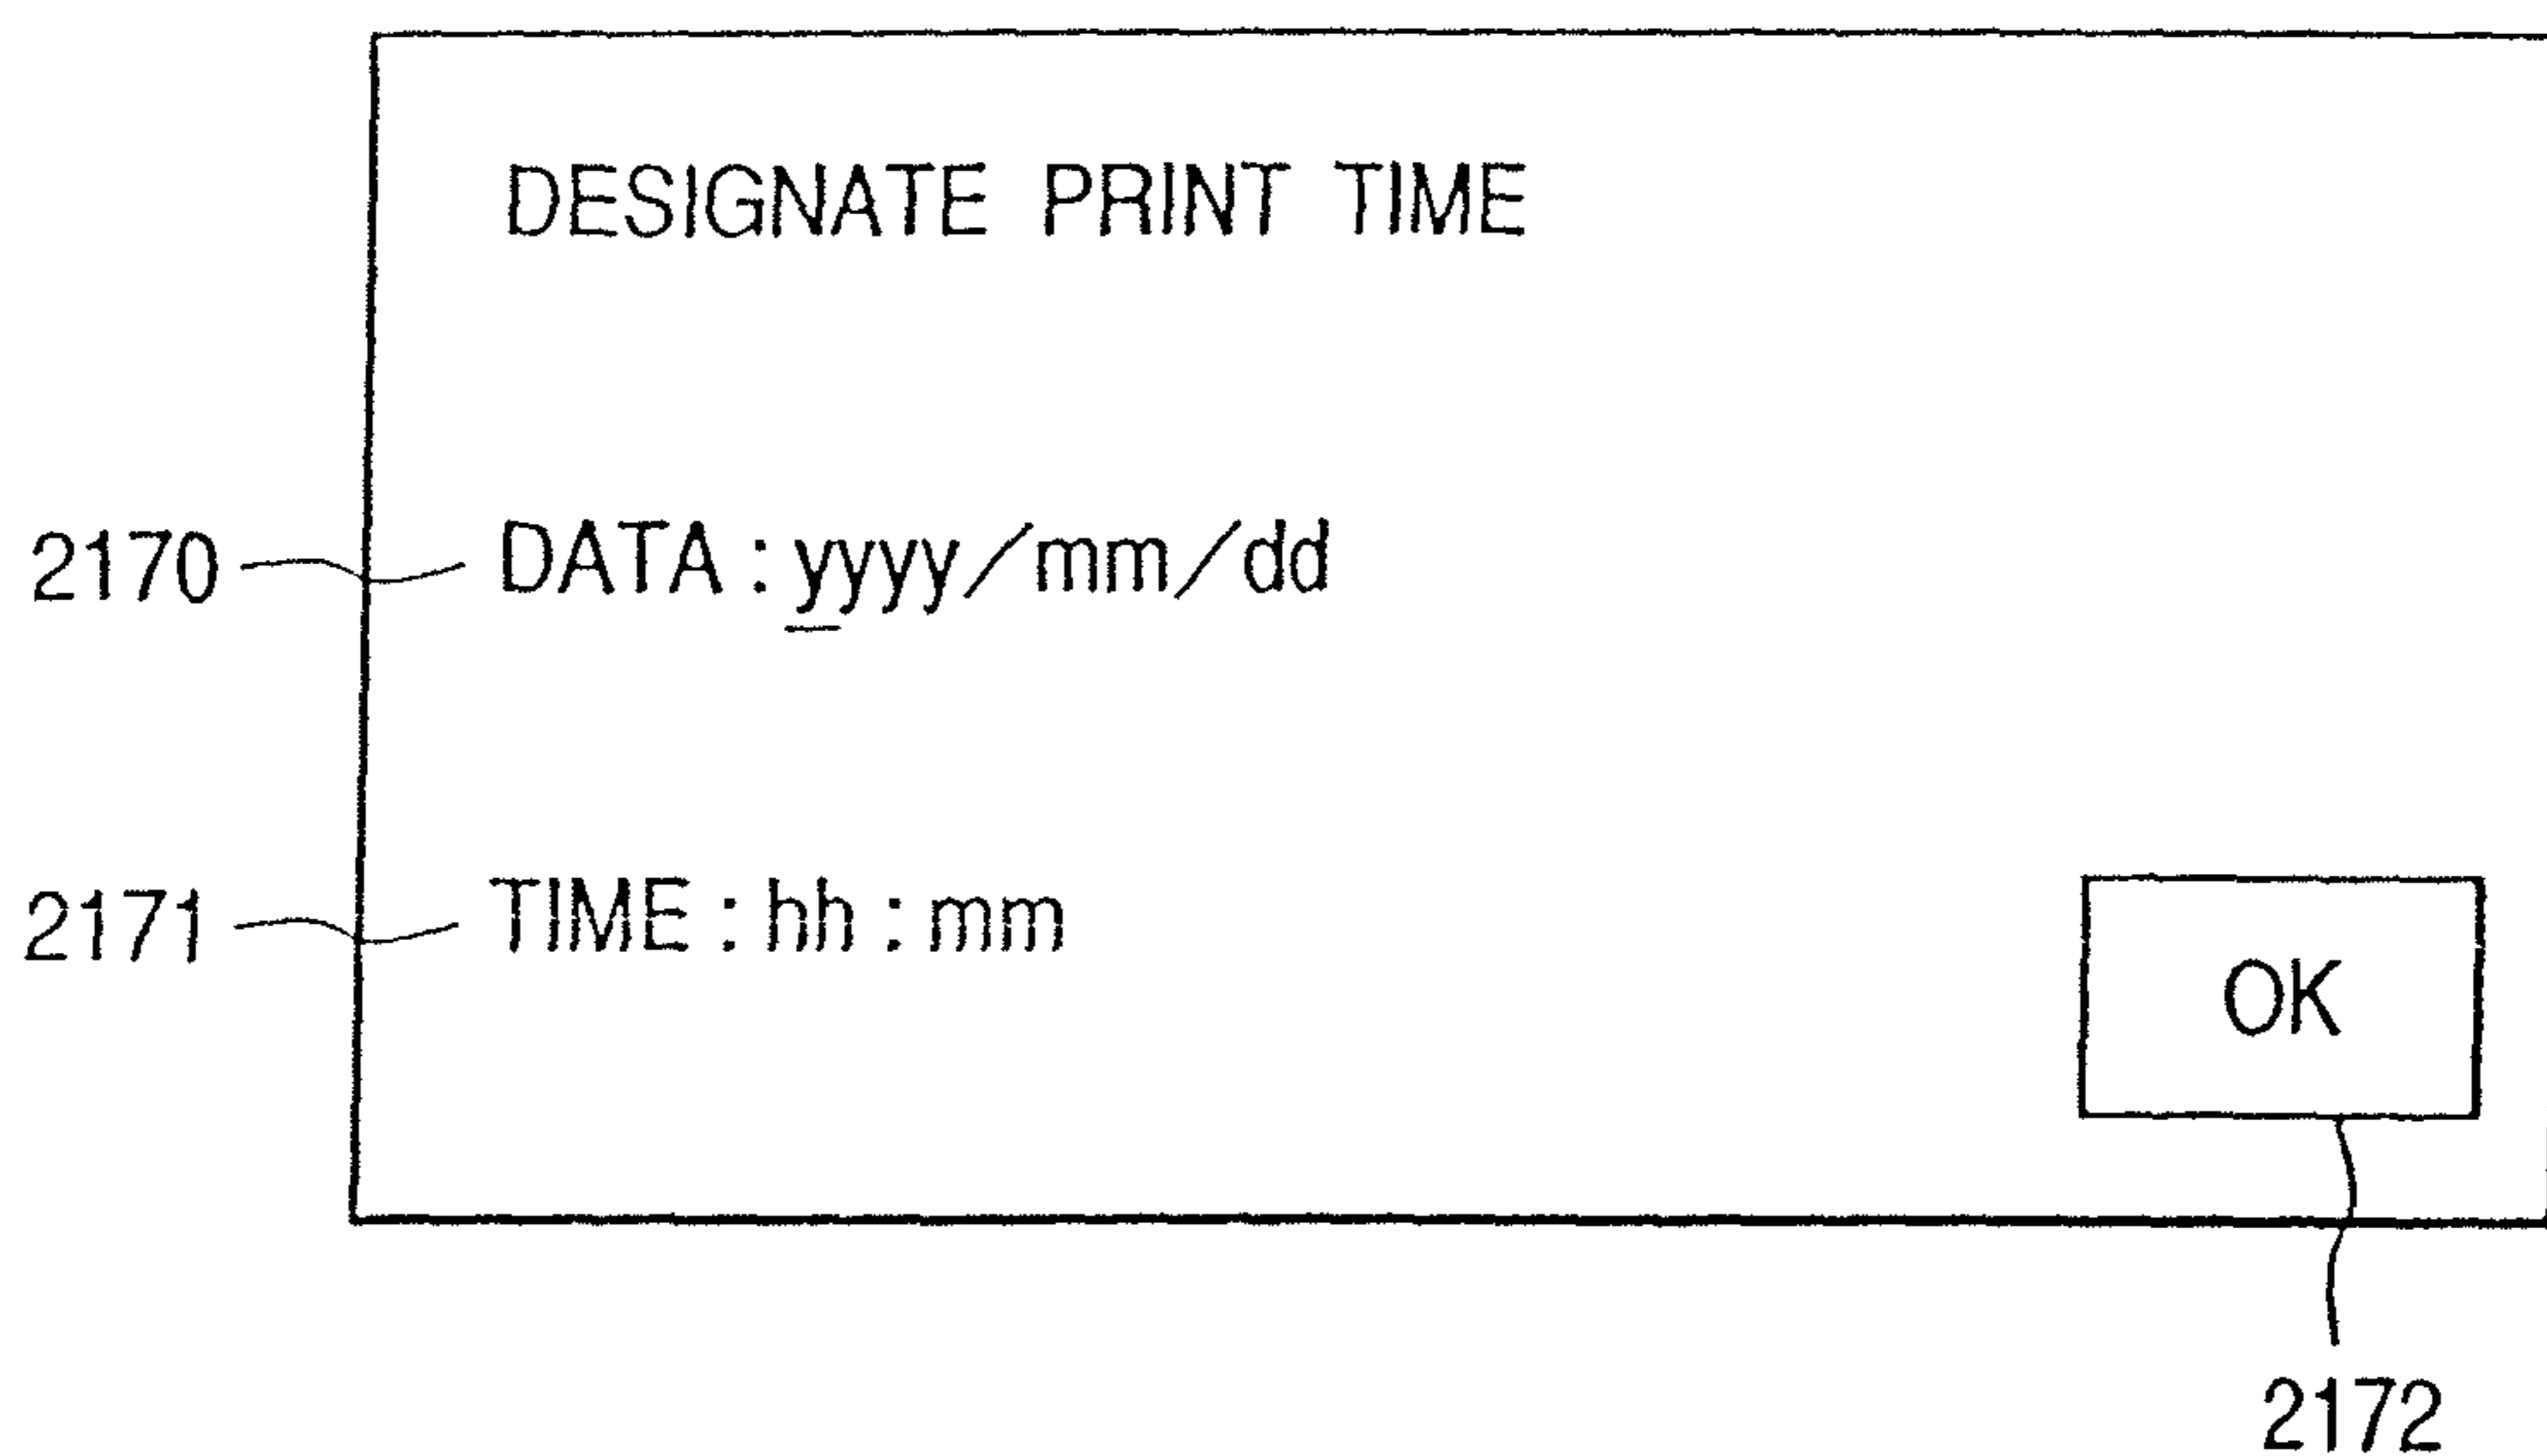 DESIGNATE PRINT TIME
2170 DATA : yyyy/mm/dd
2171 TIME : hh : mm
OK
2172